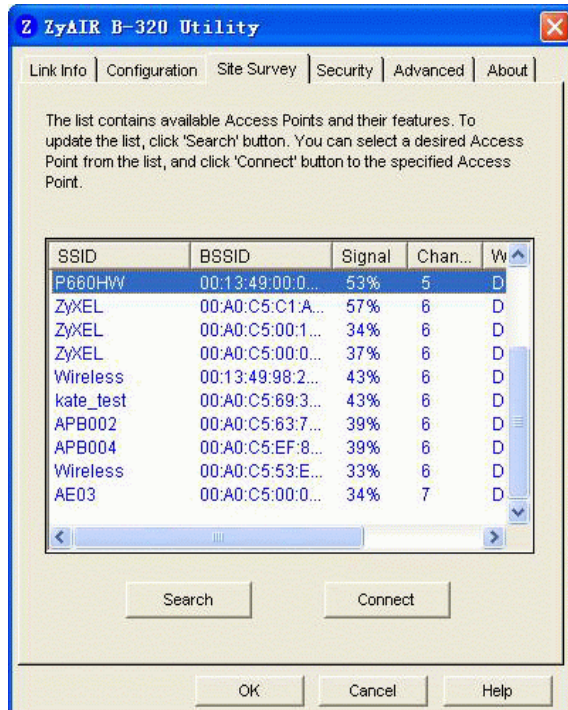 Z ZyAIR B-320 Utility
Link Info Configuration Site Survey Security Advanced About
The list contains available Access Points and their features. To
update the list, click 'Search' button. You can select a desired Access
Point from the list, and click 'Connect' button to the specified Access
Point.
SSID BSSID Signal Chan... W
P660HW 00:13:49:00:0... 53% 5 D
ZyXEL 00:A0:C5:C1:A... 57% 6 D
ZyXEL 00:A0:C5:00:1... 34% 6 D
ZyXEL 00:A0:C5:00:0... 37% 6 D
Wireless 00:13:49:98:2... 43% 6 D
kate_test 00:A0:C5:69:3... 43% 6 D
APB002 00:A0:C5:63:7... 39% 6 D
APB004 00:A0:C5:EF:8... 39% 6 D
Wireless 00:A0:C5:53:E... 33% 6 D
AE03 00:A0:C5:00:0... 34% 7 D
Search Connect
OK Cancel Help